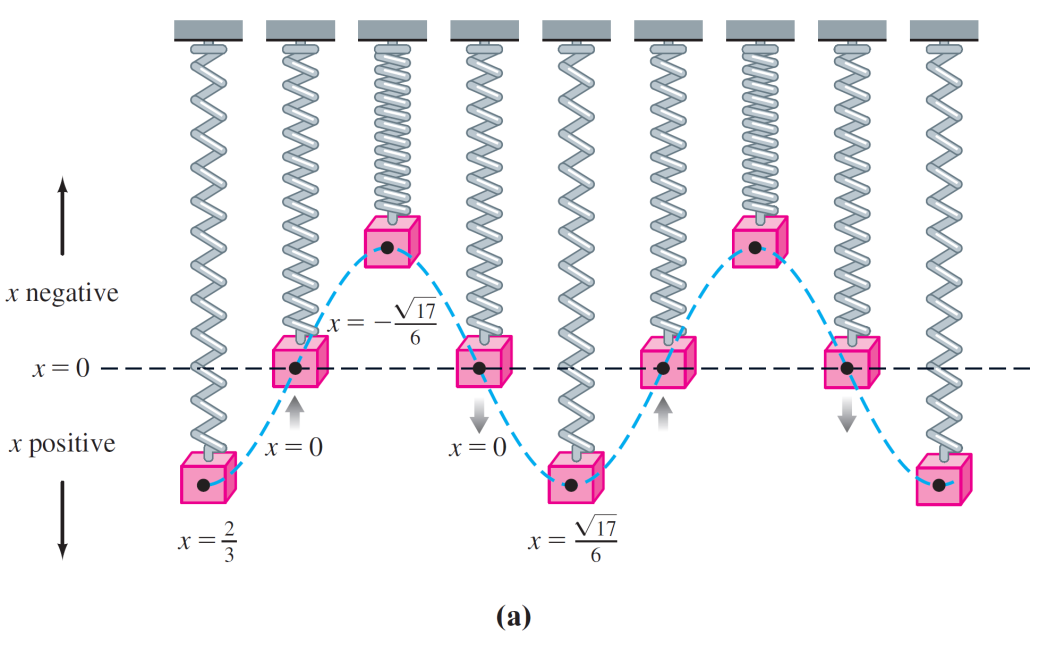 x negative
x = −√17/6
x = 0
x positive
x = 0
x = 0
x = 2/3
x = √17/6
(a)